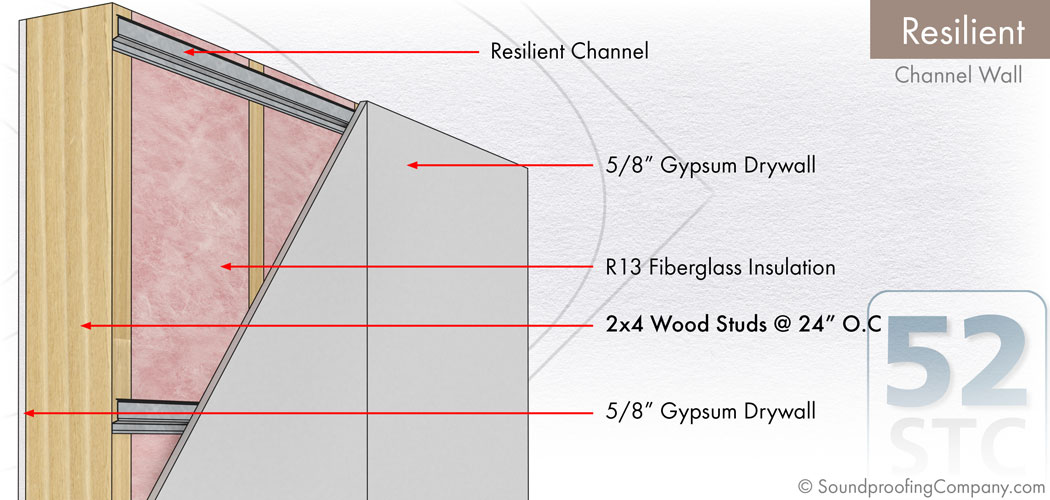 Resilient
Channel Wall
Resilient Channel
5/8” Gypsum Drywall
R13 Fiberglass Insulation
2x4 Wood Studs @ 24” O.C
5/8” Gypsum Drywall
52
STC
© SoundproofingCompany.com